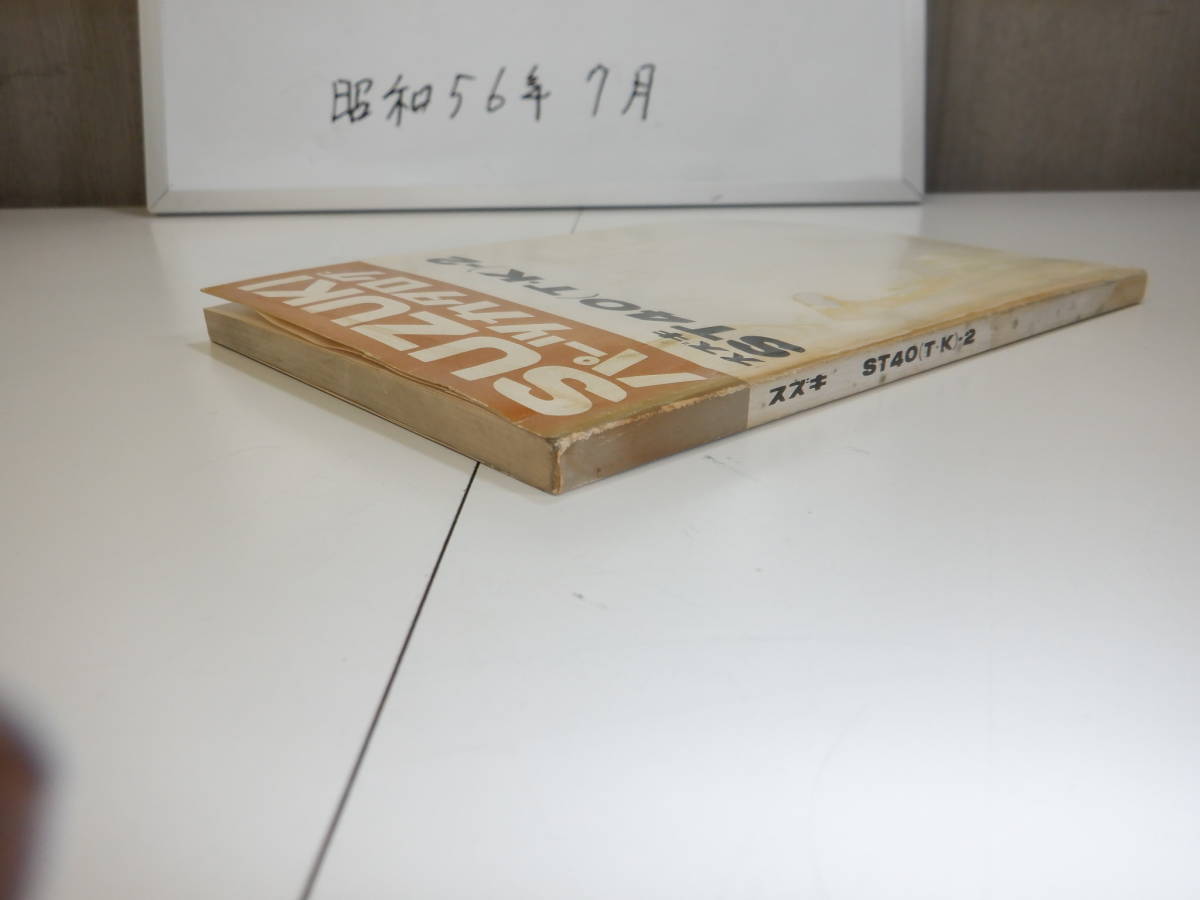 昭和56年7月
SUZUKI
パーツカタログ
スズキ
ST40(T・K)-2
スズキ ST40(T・K)-2